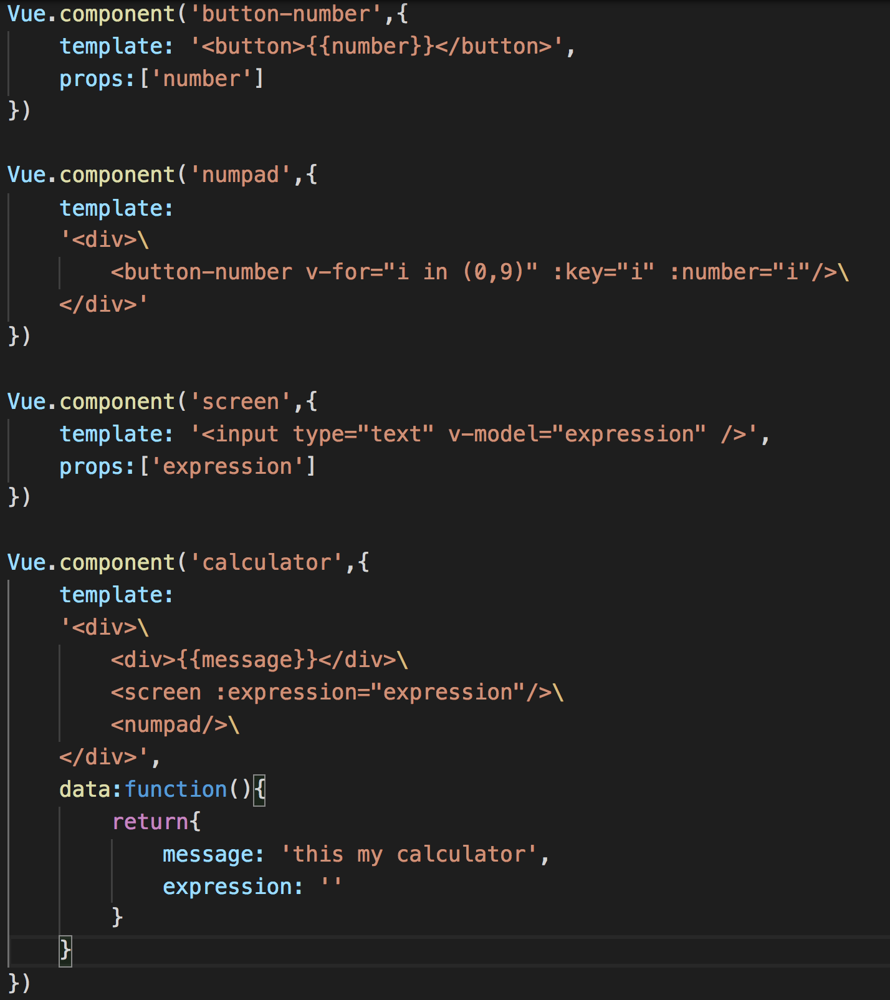 Vue.component('button-number',{
    template: '<button>{{number}}</button>',
    props:['number']
})

Vue.component('numpad',{
    template:
    '<div>\
        <button-number v-for="i in (0,9)" :key="i" :number="i"/>\
    </div>'
})

Vue.component('screen',{
    template: '<input type="text" v-model="expression" />',
    props:['expression']
})

Vue.component('calculator',{
    template:
    '<div>\
        <div>{{message}}</div>\
        <screen :expression="expression"/>\
        <numpad/>\
    </div>',
    data:function(){
        return{
            message: 'this my calculator',
            expression: ''
        }
    }
})